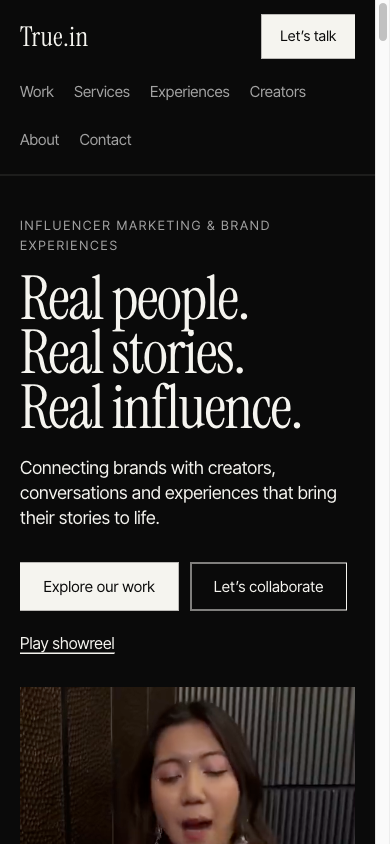 True.in
Let's talk
Work Services Experiences Creators
About Contact
INFLUENCER MARKETING & BRAND
EXPERIENCES
Real people.
Real stories.
Real influence.
Connecting brands with creators,
conversations and experiences that bring
their stories to life.
Explore our work
Let's collaborate
Play showreel